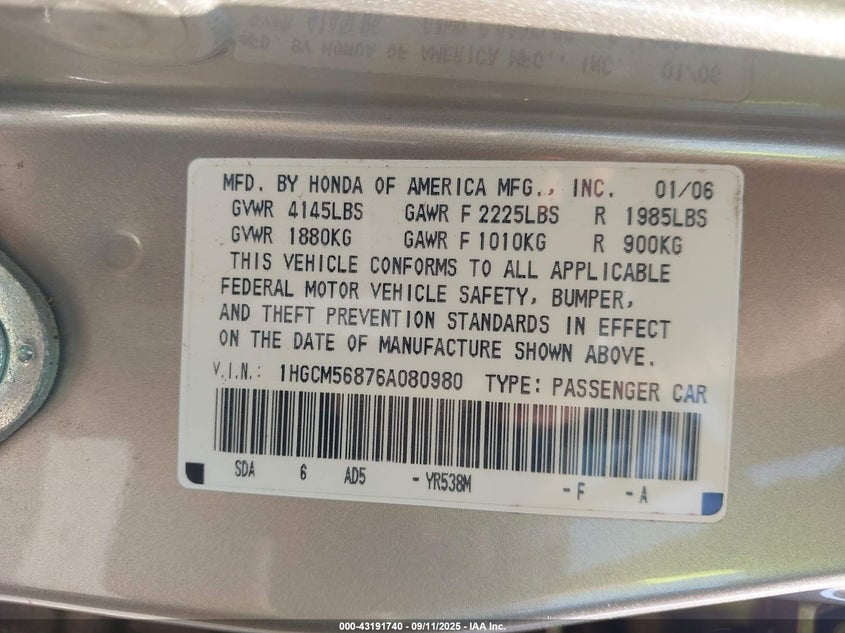 MFD. BY HONDA OF AMERICA MFG., INC. 01/06
GVWR 4145LBS GAWR F 2225LBS R 1985LBS
GVWR 1880KG GAWR F 1010KG R 900KG
THIS VEHICLE CONFORMS TO ALL APPLICABLE
FEDERAL MOTOR VEHICLE SAFETY, BUMPER,
AND THEFT PREVENTION STANDARDS IN EFFECT
ON THE DATE OF MANUFACTURE SHOWN ABOVE.
V.I.N.: 1HGCM56876A080980 TYPE: PASSENGER CAR
SDA 6 AD5 - YR538M - F - A
000-43191740 - 09/11/2025 - IAA Inc.